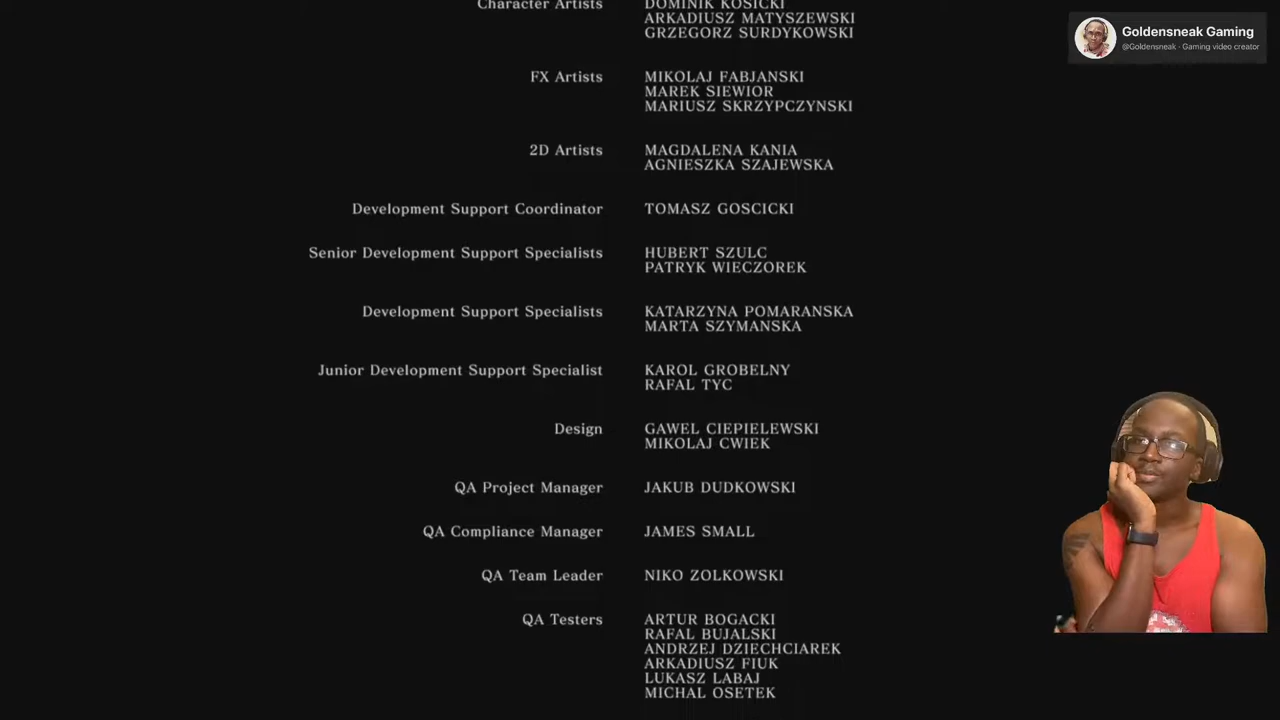 Character Artists DOMINIK KOSICKI
ARKADIUSZ MATYSZEWSKI
GRZEGORZ SURDYKOWSKI
FX Artists MIKOLAJ FABJANSKI
MAREK SIEWIOR
MARIUSZ SKRZYPCZYNSKI
2D Artists MAGDALENA KANIA
AGNIESZKA SZAJEWSKA
Development Support Coordinator TOMASZ GOSCICKI
Senior Development Support Specialists HUBERT SZULC
PATRYK WIECZOREK
Development Support Specialists KATARZYNA POMARANSKA
MARTA SZYMANSKA
Junior Development Support Specialist KAROL GROBELNY
RAFAL TYC
Design GAWEL CIEPIELEWSKI
MIKOLAJ CWIEK
QA Project Manager JAKUB DUDKOWSKI
QA Compliance Manager JAMES SMALL
QA Team Leader NIKO ZOLKOWSKI
QA Testers ARTUR BOGACKI
RAFAL BUJALSKI
ANDRZEJ DZIECHCIAREK
ARKADIUSZ FIUK
LUKASZ LABAJ
MICHAL OSETEK
Goldensneak Gaming
@Goldensneak · Gaming video creator